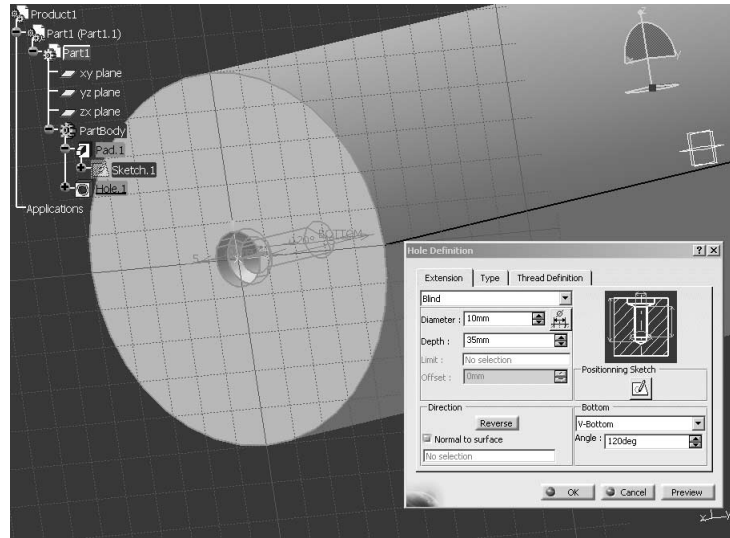 Product1
Part1 (Part1.1)
Part1
xy plane
yz plane
zx plane
PartBody
Pad.1
Sketch.1
Hole.1
Applications
BOTTOM
Hole Definition
Extension Type Thread Definition
Blind
Diameter : 10mm
Depth : 35mm
Limit : No selection
Offset : 0mm
Positionning Sketch
Direction
Reverse
Normal to surface
No selection
Bottom
V-Bottom
Angle : 120deg
OK Cancel Preview